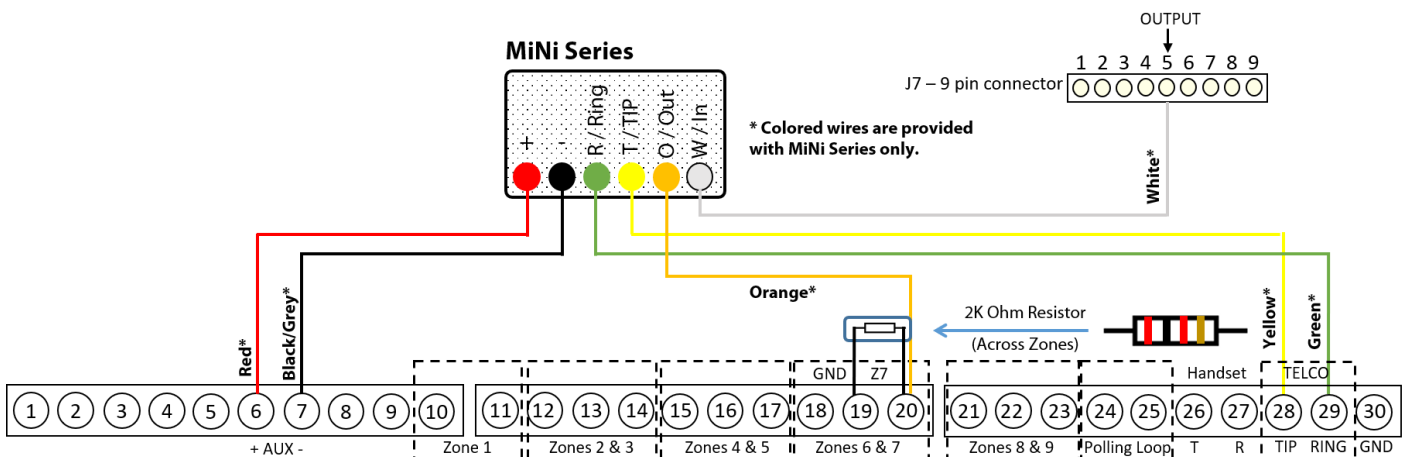 OUTPUT
MiNi Series
1 2 3 4 5 6 7 8 9
J7 – 9 pin connector
+
-
R / Ring
T / TIP
O / Out
W / In
* Colored wires are provided
with MiNi Series only.
White*
Orange*
2K Ohm Resistor
(Across Zones)
Red*
Black/Grey*
Yellow*
Green*
GND Z7
Handset
TELCO
1 2 3 4 5 6 7 8 9 10 11 12 13 14 15 16 17 18 19 20 21 22 23 24 25 26 27 28 29 30
+ AUX - Zone 1 Zones 2 & 3 Zones 4 & 5 Zones 6 & 7 Zones 8 & 9 Polling Loop T R TIP RING GND